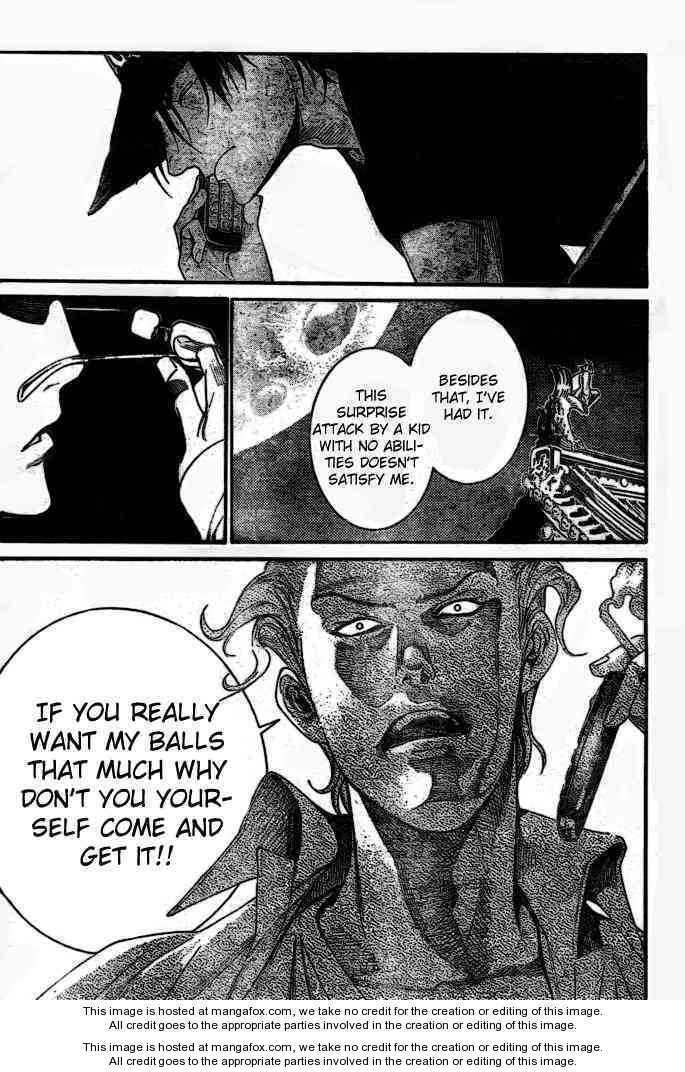 BESIDES
THAT, I'VE
HAD IT.
THIS
SURPRISE
ATTACK BY A KID
WITH NO ABILI-
TIES DOESN'T
SATISFY ME.
IF YOU REALLY
WANT MY BALLS
THAT MUCH WHY
DON'T YOU YOUR-
SELF COME AND
GET IT!!
This image is hosted at mangafox.com, we take no credit for the creation or editing of this image.
All credit goes to the appropriate parties involved in the creation or editing of this image.
This image is hosted at mangafox.com, we take no credit for the creation or editing of this image.
All credit goes to the appropriate parties involved in the creation or editing of this image.